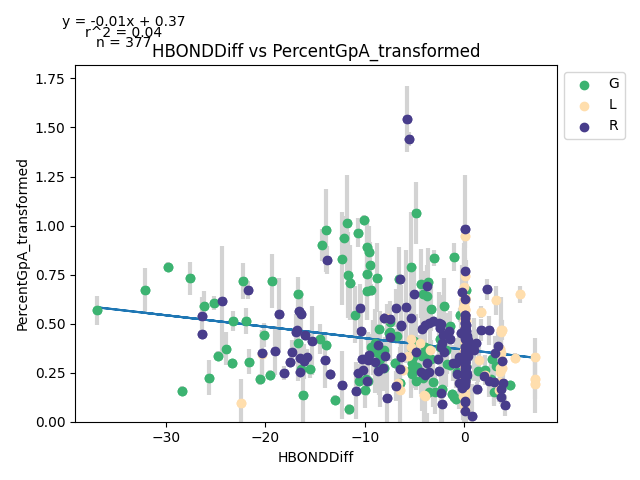 y = -0.01x + 0.37
r^2 = 0.04
n = 377
HBONDDiff vs PercentGpA_transformed
1.75
1.50
1.25
1.00
0.75
0.50
0.25
0.00
PercentGpA_transformed
−30
−20
−10
0
HBONDDiff
G
L
R